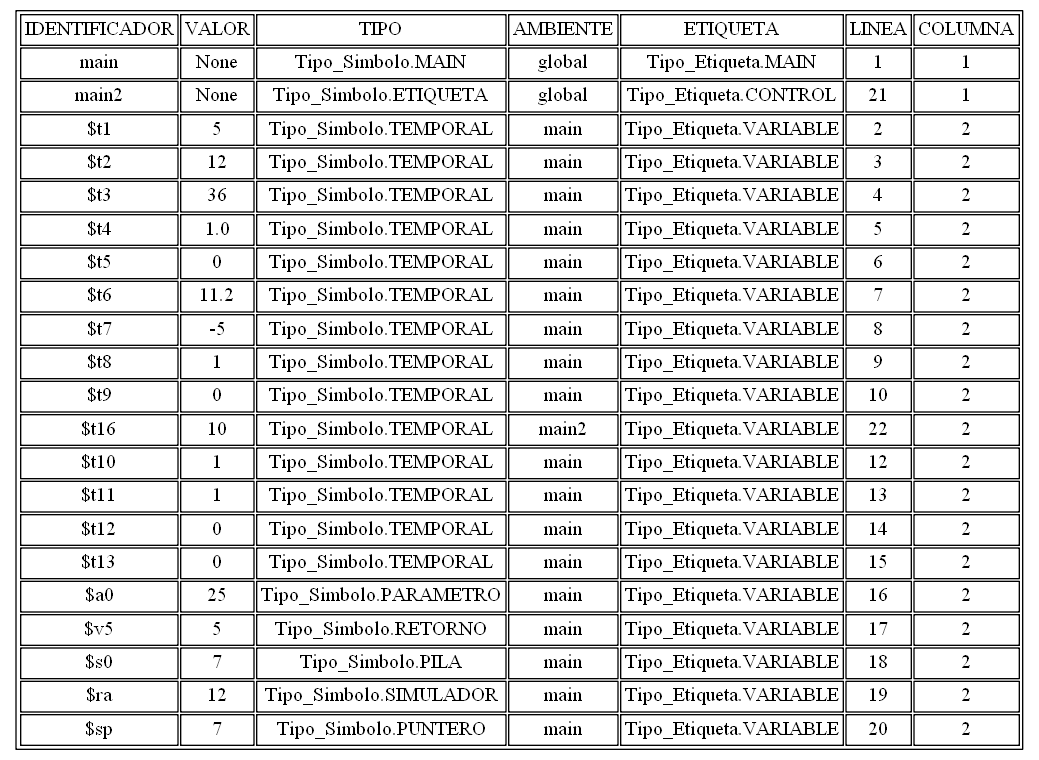 IDENTIFICADOR VALOR TIPO AMBIENTE ETIQUETA LINEA COLUMNA
main None Tipo_Simbolo.MAIN global Tipo_Etiqueta.MAIN 1 1
main2 None Tipo_Simbolo.ETIQUETA global Tipo_Etiqueta.CONTROL 21 1
$t1 5 Tipo_Simbolo.TEMPORAL main Tipo_Etiqueta.VARIABLE 2 2
$t2 12 Tipo_Simbolo.TEMPORAL main Tipo_Etiqueta.VARIABLE 3 2
$t3 36 Tipo_Simbolo.TEMPORAL main Tipo_Etiqueta.VARIABLE 4 2
$t4 1.0 Tipo_Simbolo.TEMPORAL main Tipo_Etiqueta.VARIABLE 5 2
$t5 0 Tipo_Simbolo.TEMPORAL main Tipo_Etiqueta.VARIABLE 6 2
$t6 11.2 Tipo_Simbolo.TEMPORAL main Tipo_Etiqueta.VARIABLE 7 2
$t7 -5 Tipo_Simbolo.TEMPORAL main Tipo_Etiqueta.VARIABLE 8 2
$t8 1 Tipo_Simbolo.TEMPORAL main Tipo_Etiqueta.VARIABLE 9 2
$t9 0 Tipo_Simbolo.TEMPORAL main Tipo_Etiqueta.VARIABLE 10 2
$t16 10 Tipo_Simbolo.TEMPORAL main2 Tipo_Etiqueta.VARIABLE 22 2
$t10 1 Tipo_Simbolo.TEMPORAL main Tipo_Etiqueta.VARIABLE 12 2
$t11 1 Tipo_Simbolo.TEMPORAL main Tipo_Etiqueta.VARIABLE 13 2
$t12 0 Tipo_Simbolo.TEMPORAL main Tipo_Etiqueta.VARIABLE 14 2
$t13 0 Tipo_Simbolo.TEMPORAL main Tipo_Etiqueta.VARIABLE 15 2
$a0 25 Tipo_Simbolo.PARAMETRO main Tipo_Etiqueta.VARIABLE 16 2
$v5 5 Tipo_Simbolo.RETORNO main Tipo_Etiqueta.VARIABLE 17 2
$s0 7 Tipo_Simbolo.PILA main Tipo_Etiqueta.VARIABLE 18 2
$ra 12 Tipo_Simbolo.SIMULADOR main Tipo_Etiqueta.VARIABLE 19 2
$sp 7 Tipo_Simbolo.PUNTERO main Tipo_Etiqueta.VARIABLE 20 2